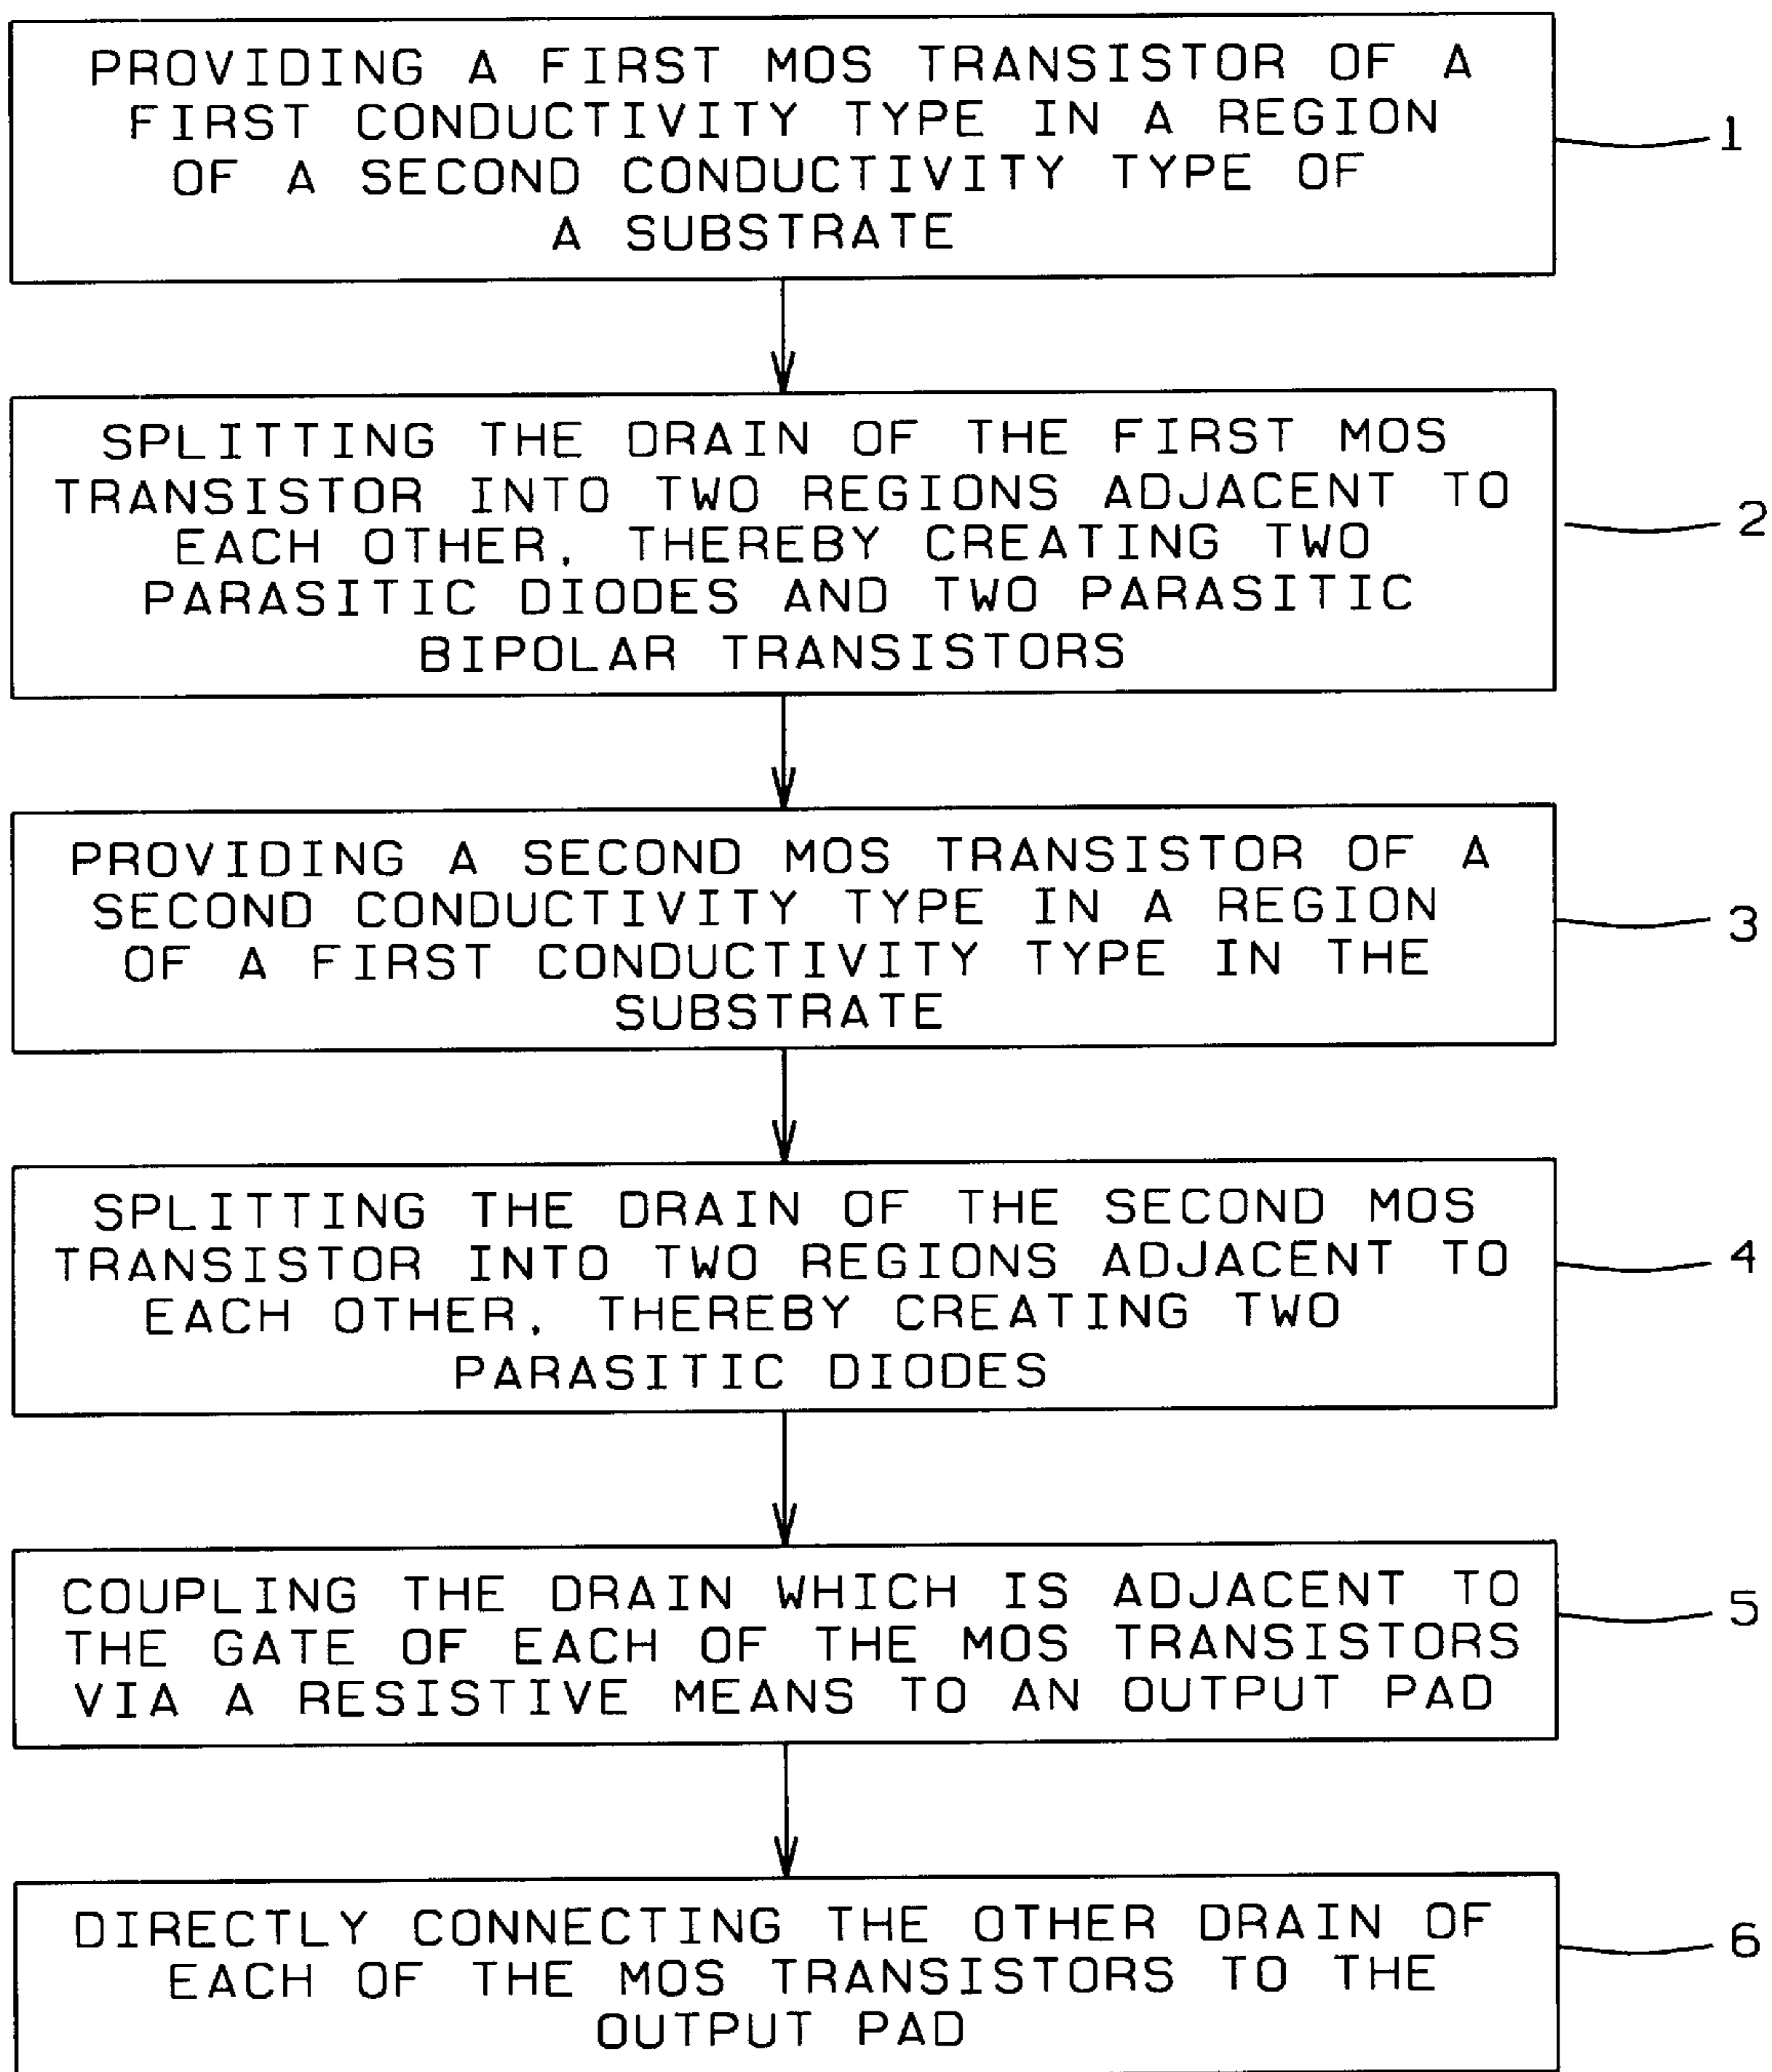 PROVIDING A FIRST MOS TRANSISTOR OF A
FIRST CONDUCTIVITY TYPE IN A REGION
OF A SECOND CONDUCTIVITY TYPE OF
A SUBSTRATE
1
SPLITTING THE DRAIN OF THE FIRST MOS
TRANSISTOR INTO TWO REGIONS ADJACENT TO
EACH OTHER, THEREBY CREATING TWO
PARASITIC DIODES AND TWO PARASITIC
BIPOLAR TRANSISTORS
2
PROVIDING A SECOND MOS TRANSISTOR OF A
SECOND CONDUCTIVITY TYPE IN A REGION
OF A FIRST CONDUCTIVITY TYPE IN THE
SUBSTRATE
3
SPLITTING THE DRAIN OF THE SECOND MOS
TRANSISTOR INTO TWO REGIONS ADJACENT TO
EACH OTHER, THEREBY CREATING TWO
PARASITIC DIODES
4
COUPLING THE DRAIN WHICH IS ADJACENT TO
THE GATE OF EACH OF THE MOS TRANSISTORS
VIA A RESISTIVE MEANS TO AN OUTPUT PAD
5
DIRECTLY CONNECTING THE OTHER DRAIN OF
EACH OF THE MOS TRANSISTORS TO THE
OUTPUT PAD
6